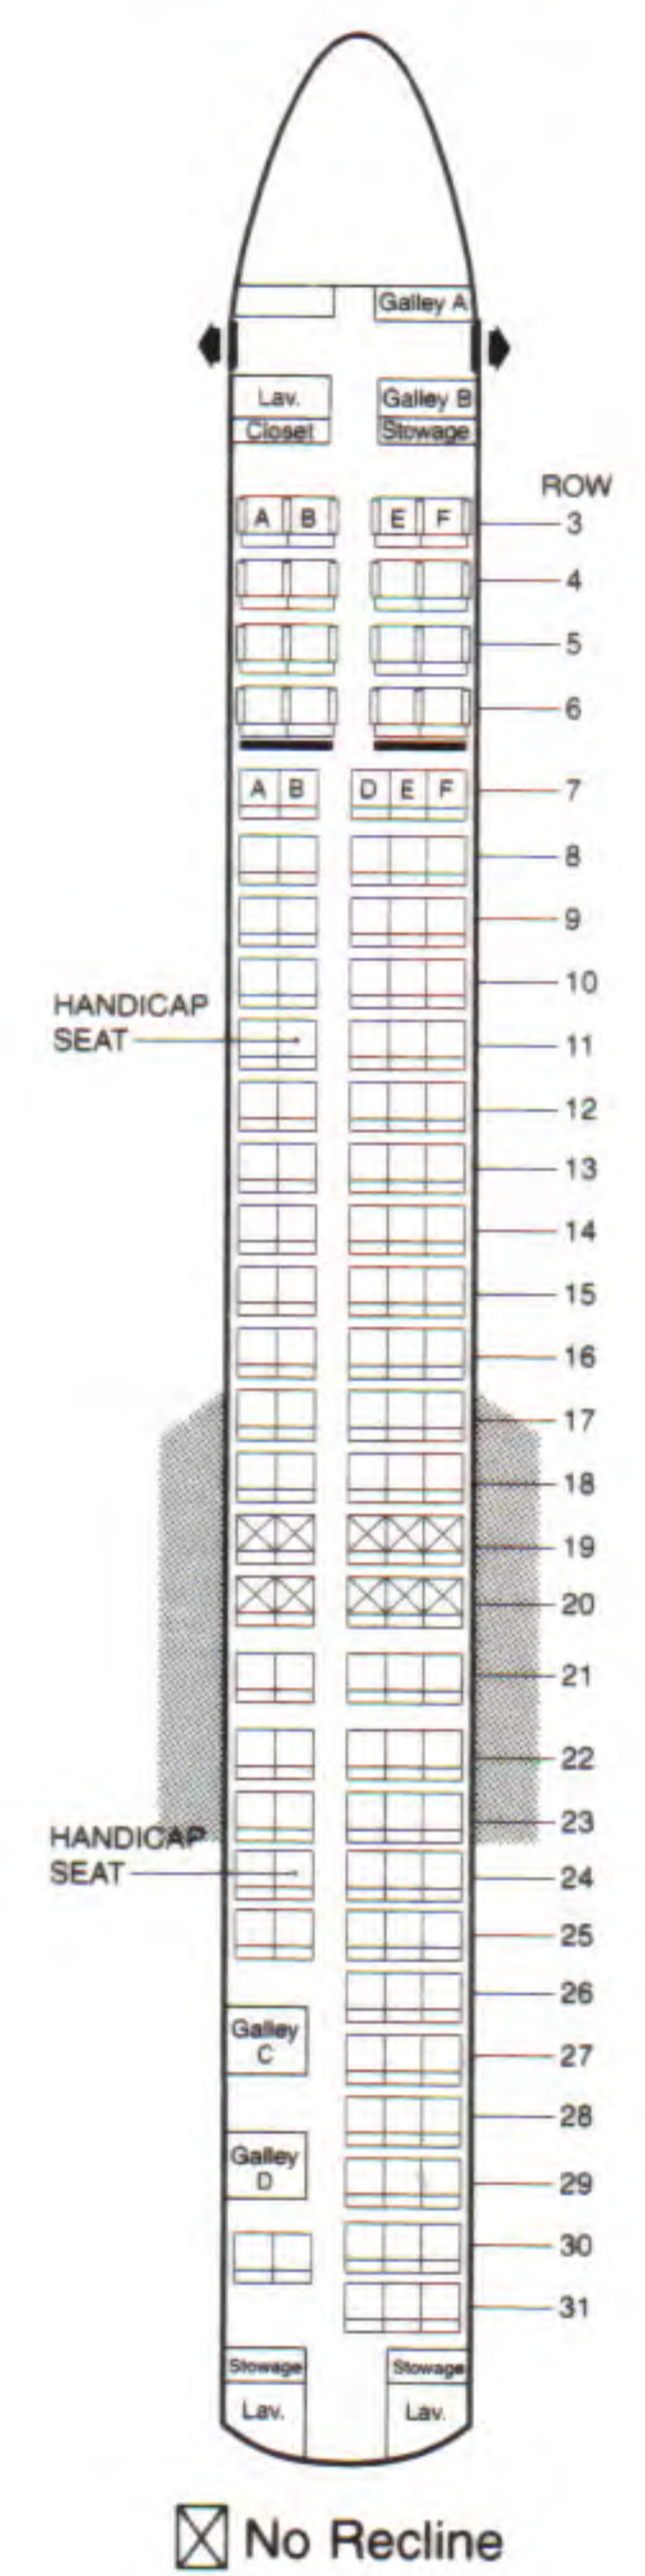 Galley A
Lav.
Galley B
Closet
Stowage
ROW
A B E F 3
4
5
6
A B D E F 7
8
9
10
HANDICAP
SEAT
11
12
13
14
15
16
17
18
19
20
21
22
23
HANDICAP
SEAT
24
25
26
Galley
C
27
28
Galley
D
29
30
31
Stowage
Stowage
Lav.
Lav.
No Recline